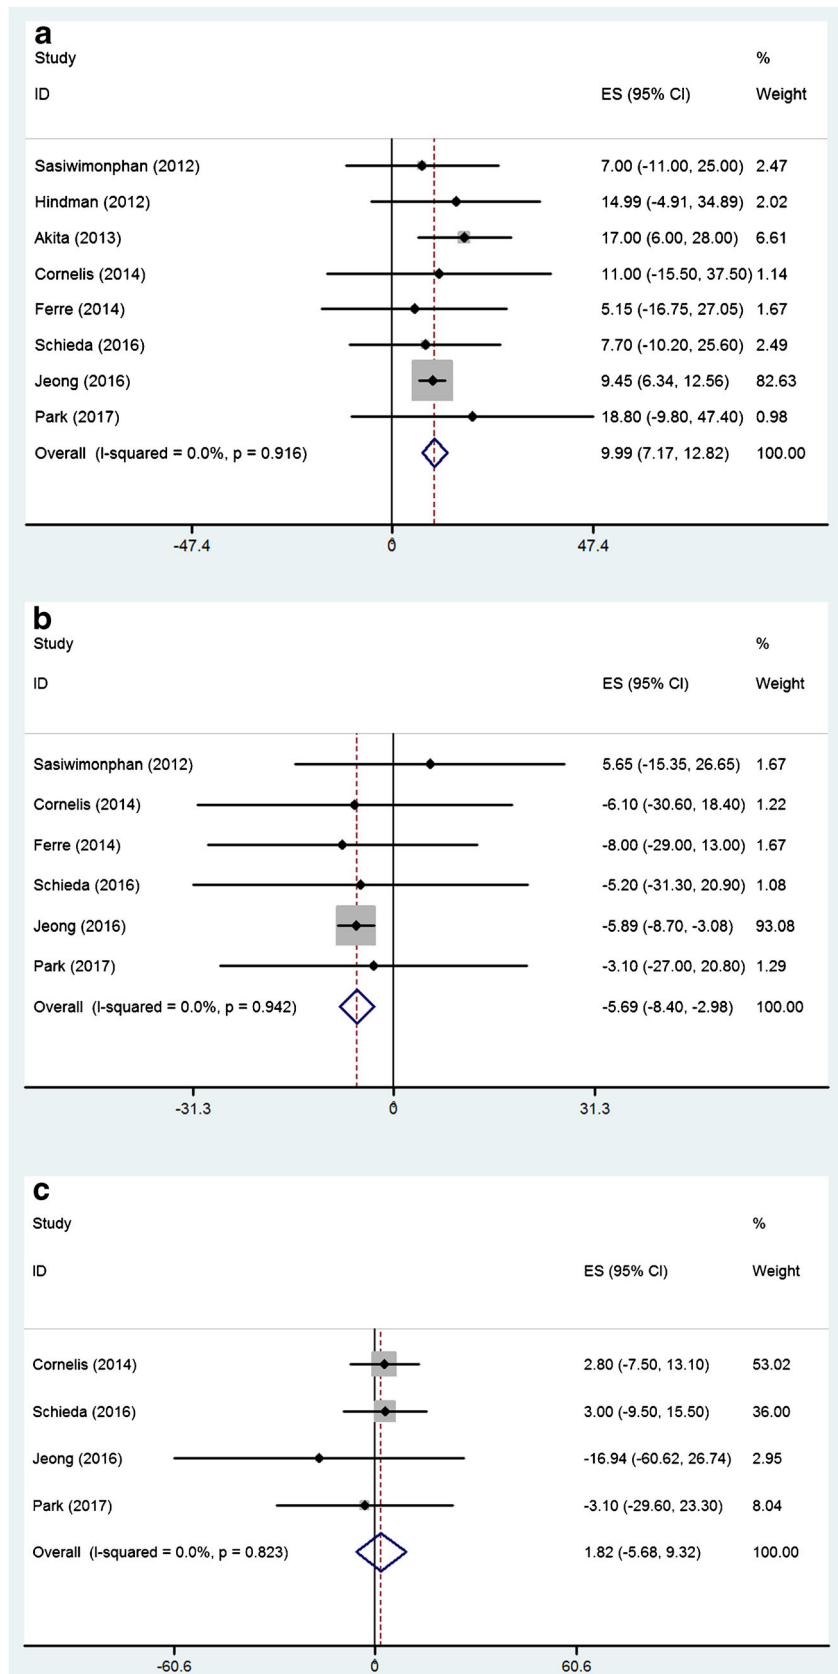 a
Study %
ID ES (95% CI) Weight
Sasiwimonphan (2012) 7.00 (-11.00, 25.00) 2.47
Hindman (2012) 14.99 (-4.91, 34.89) 2.02
Akita (2013) 17.00 (6.00, 28.00) 6.61
Cornelis (2014) 11.00 (-15.50, 37.50) 1.14
Ferre (2014) 5.15 (-16.75, 27.05) 1.67
Schieda (2016) 7.70 (-10.20, 25.60) 2.49
Jeong (2016) 9.45 (6.34, 12.56) 82.63
Park (2017) 18.80 (-9.80, 47.40) 0.98
Overall (I-squared = 0.0%, p = 0.916) 9.99 (7.17, 12.82) 100.00
-47.4 0 47.4
b
Study %
ID ES (95% CI) Weight
Sasiwimonphan (2012) 5.65 (-15.35, 26.65) 1.67
Cornelis (2014) -6.10 (-30.60, 18.40) 1.22
Ferre (2014) -8.00 (-29.00, 13.00) 1.67
Schieda (2016) -5.20 (-31.30, 20.90) 1.08
Jeong (2016) -5.89 (-8.70, -3.08) 93.08
Park (2017) -3.10 (-27.00, 20.80) 1.29
Overall (I-squared = 0.0%, p = 0.942) -5.69 (-8.40, -2.98) 100.00
-31.3 0 31.3
c
Study %
ID ES (95% CI) Weight
Cornelis (2014) 2.80 (-7.50, 13.10) 53.02
Schieda (2016) 3.00 (-9.50, 15.50) 36.00
Jeong (2016) -16.94 (-60.62, 26.74) 2.95
Park (2017) -3.10 (-29.60, 23.30) 8.04
Overall (I-squared = 0.0%, p = 0.823) 1.82 (-5.68, 9.32) 100.00
-60.6 0 60.6